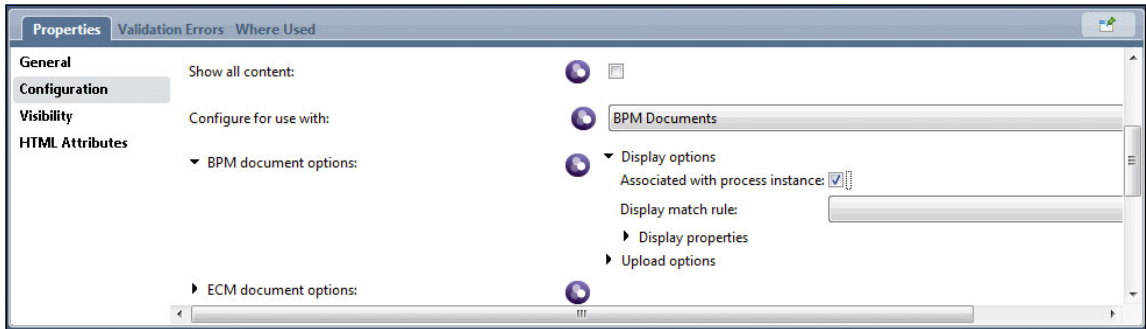 Properties Validation Errors Where Used
General
Configuration
Visibility
HTML Attributes
Show all content:
Configure for use with: BPM Documents
BPM document options: Display options
Associated with process instance:
Display match rule:
Display properties
Upload options
ECM document options: